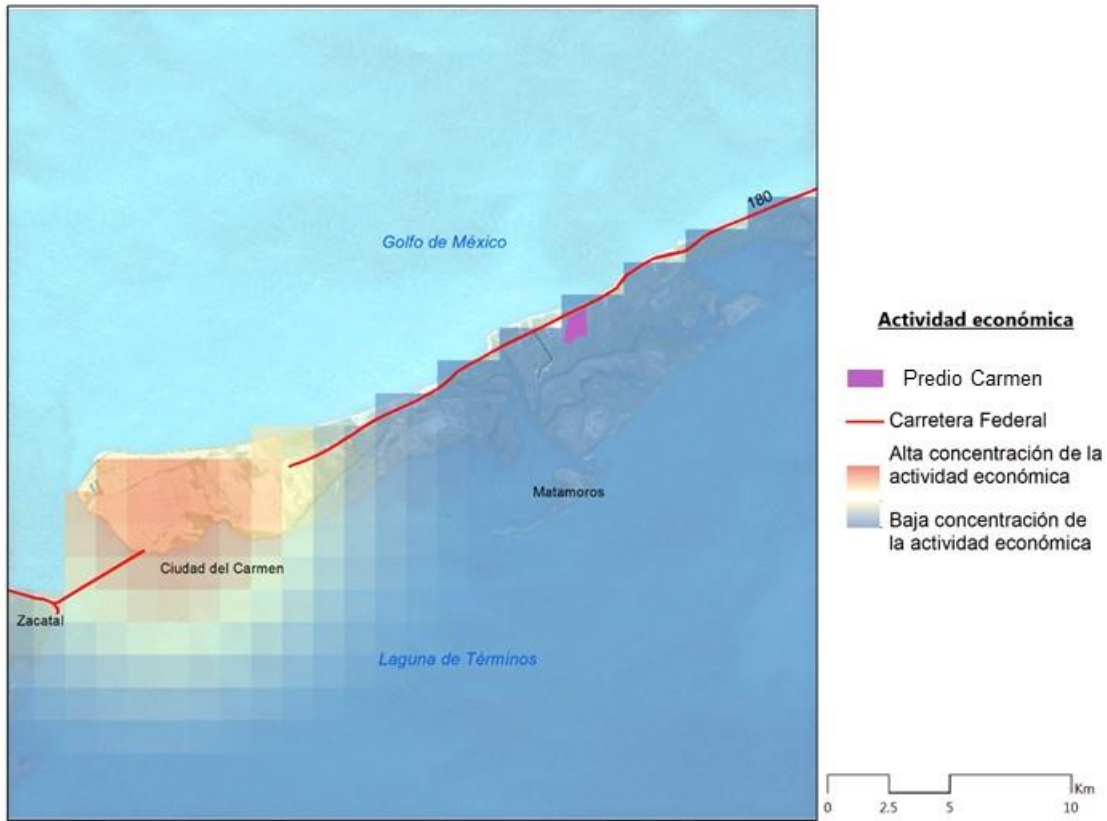 180
Golfo de México
Matamoros
Ciudad del Carmen
Zacatal
Laguna de Términos
Actividad económica
Predio Carmen
Carretera Federal
Alta concentración de la
actividad económica
Baja concentración de
la actividad económica
Km
0 2.5 5 10